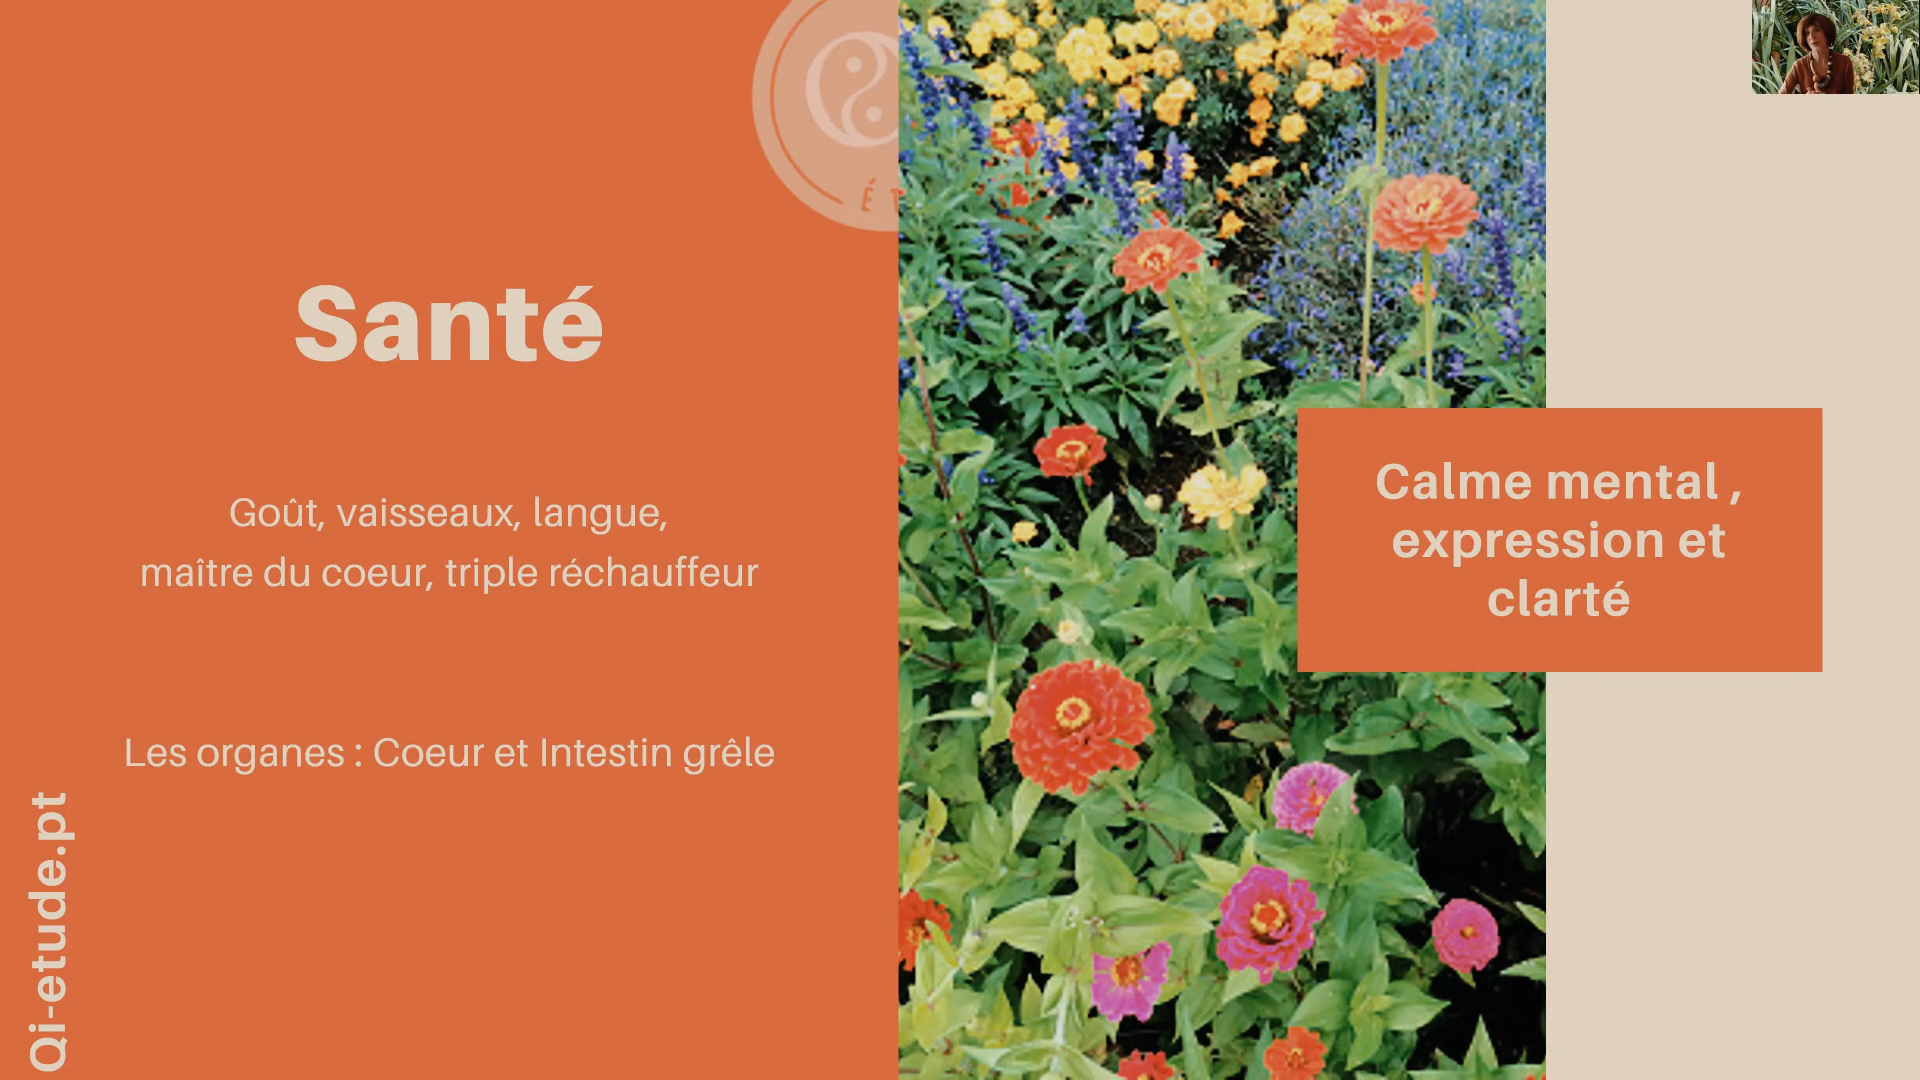 ÉT
Santé
Goût, vaisseaux, langue,
maître du coeur, triple réchauffeur
Les organes : Coeur et Intestin grêle
Qi-etude.pt
Calme mental ,
expression et
clarté